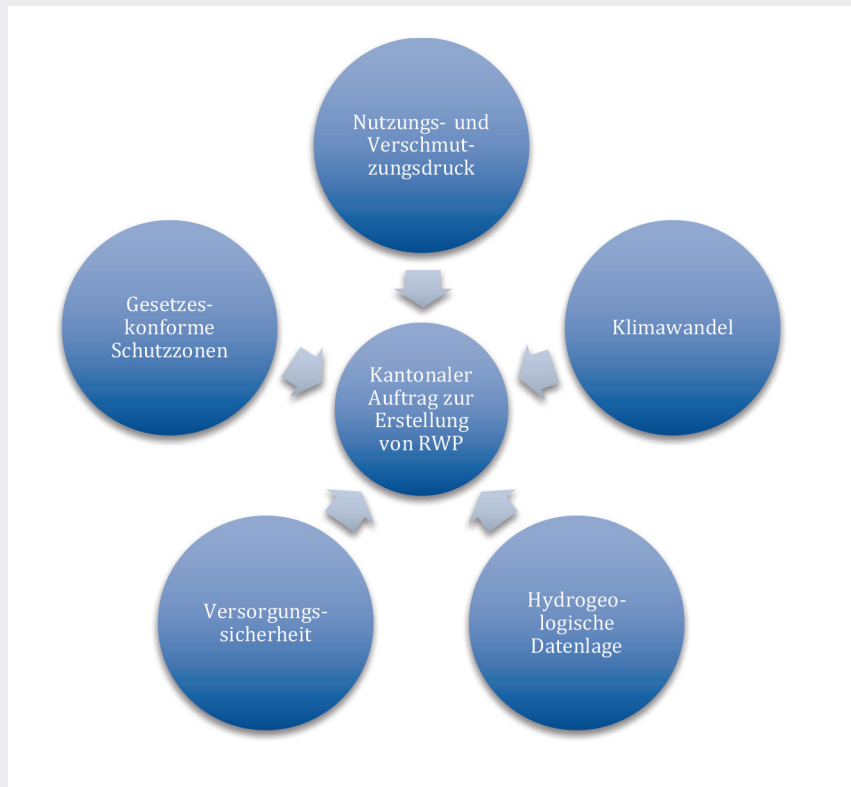 Nutzungs- und
Verschmut-
zungsdruck
Gesetzes-
konforme
Schutzzonen
Klimawandel
Kantonaler
Auftrag zur
Erstellung
von RWP
Versorgungs-
sicherheit
Hydrogeo-
logische
Datenlage